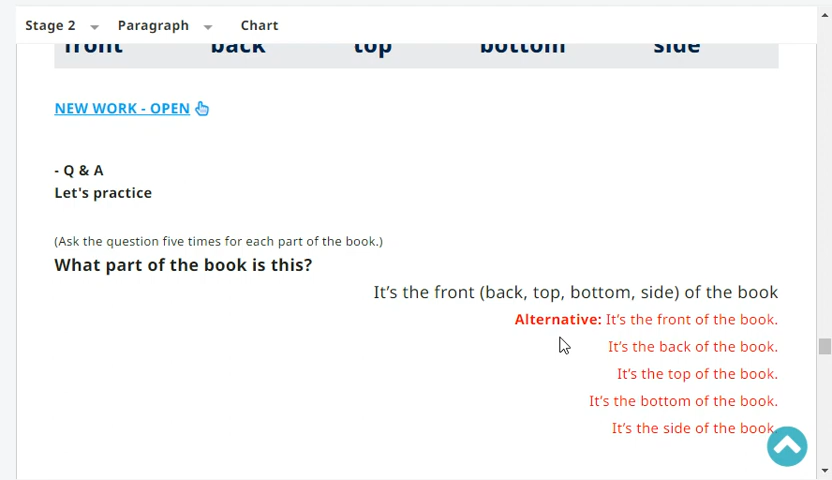 Stage 2 Paragraph Chart
front back top bottom side
NEW WORK - OPEN
- Q & A
Let's practice
(Ask the question five times for each part of the book.)
What part of the book is this?
It’s the front (back, top, bottom, side) of the book
Alternative: It’s the front of the book.
It’s the back of the book.
It’s the top of the book.
It’s the bottom of the book.
It’s the side of the book.